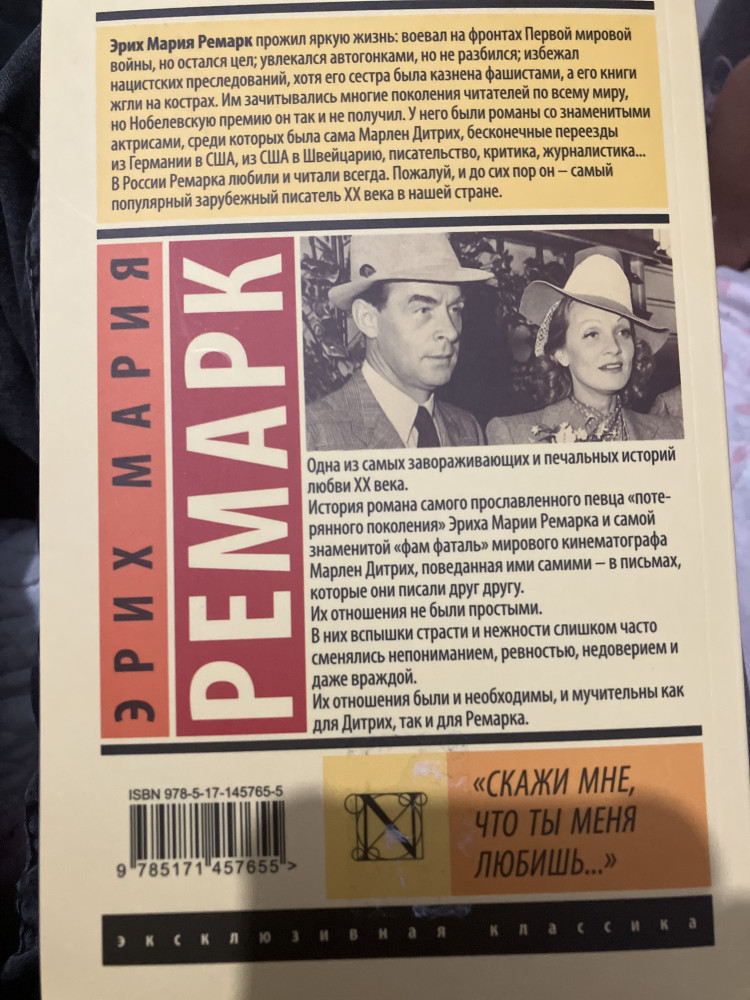 Эрих Мария Ремарк прожил яркую жизнь: воевал на фронтах Первой мировой
войны, но остался цел; увлекался автогонками, но не разбился; избежал
нацистских преследований, хотя его сестра была казнена фашистами, а его книги
жгли на кострах. Им зачитывались многие поколения читателей по всему миру,
но Нобелевскую премию он так и не получил. У него были романы со знаменитыми
актрисами, среди которых была сама Марлен Дитрих, бесконечные переезды
из Германии в США, из США в Швейцарию, писательство, критика, журналистика...
В России Ремарка любили и читали всегда. Пожалуй, и до сих пор он – самый
популярный зарубежный писатель XX века в нашей стране.
ЭРИХ МАРИЯ
РЕМАРК
Одна из самых завораживающих и печальных историй
любви XX века.
История романа самого прославленного певца «поте-
рянного поколения» Эриха Марии Ремарка и самой
знаменитой «фам фаталь» мирового кинематографа
Марлен Дитрих, поведанная ими самими – в письмах,
которые они писали друг другу.
Их отношения не были простыми.
В них вспышки страсти и нежности слишком часто
сменялись непониманием, ревностью, недоверием и
даже враждой.
Их отношения были и необходимы, и мучительны как
для Дитрих, так и для Ремарка.
ISBN 978-5-17-145765-5
9 785171 457655 >
N
«СКАЖИ МНЕ,
ЧТО ТЫ МЕНЯ
ЛЮБИШЬ...»
эксклюзивная классика